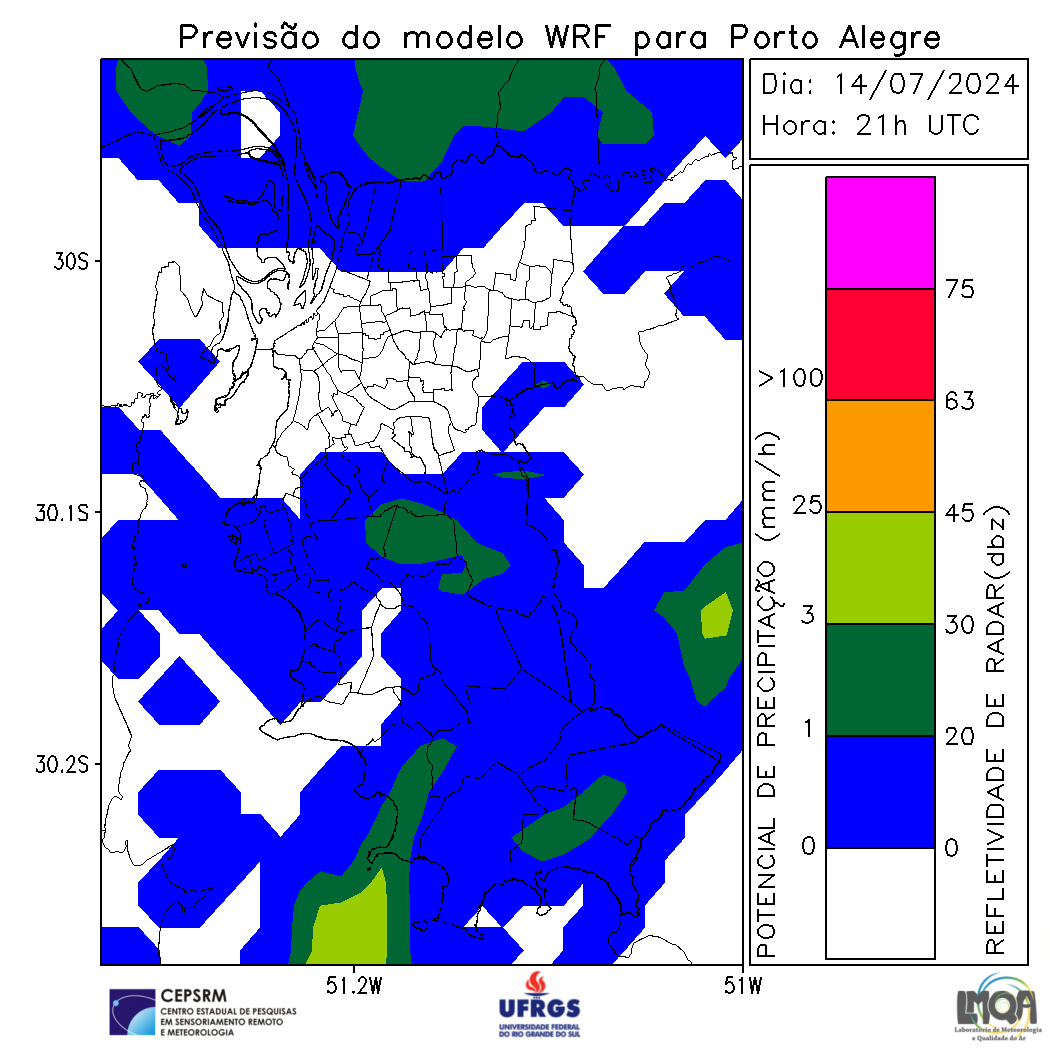 Previsão do modelo WRF para Porto Alegre
Dia: 14/07/2024
Hora: 21h UTC
30S
30.1S
30.2S
51.2W
51W
POTENCIAL DE PRECIPITAÇÃO (mm/h)
>100
25
3
1
0
75
63
45
30
20
0
REFLETIVIDADE DE RADAR(dbz)
CEPSRM
CENTRO ESTADUAL DE PESQUISAS
EM SENSORIAMENTO REMOTO
E METEOROLOGIA
UFRGS
UNIVERSIDADE FEDERAL
DO RIO GRANDE DO SUL
LMQA
Laboratório de Meteorologia
e Qualidade do Ar